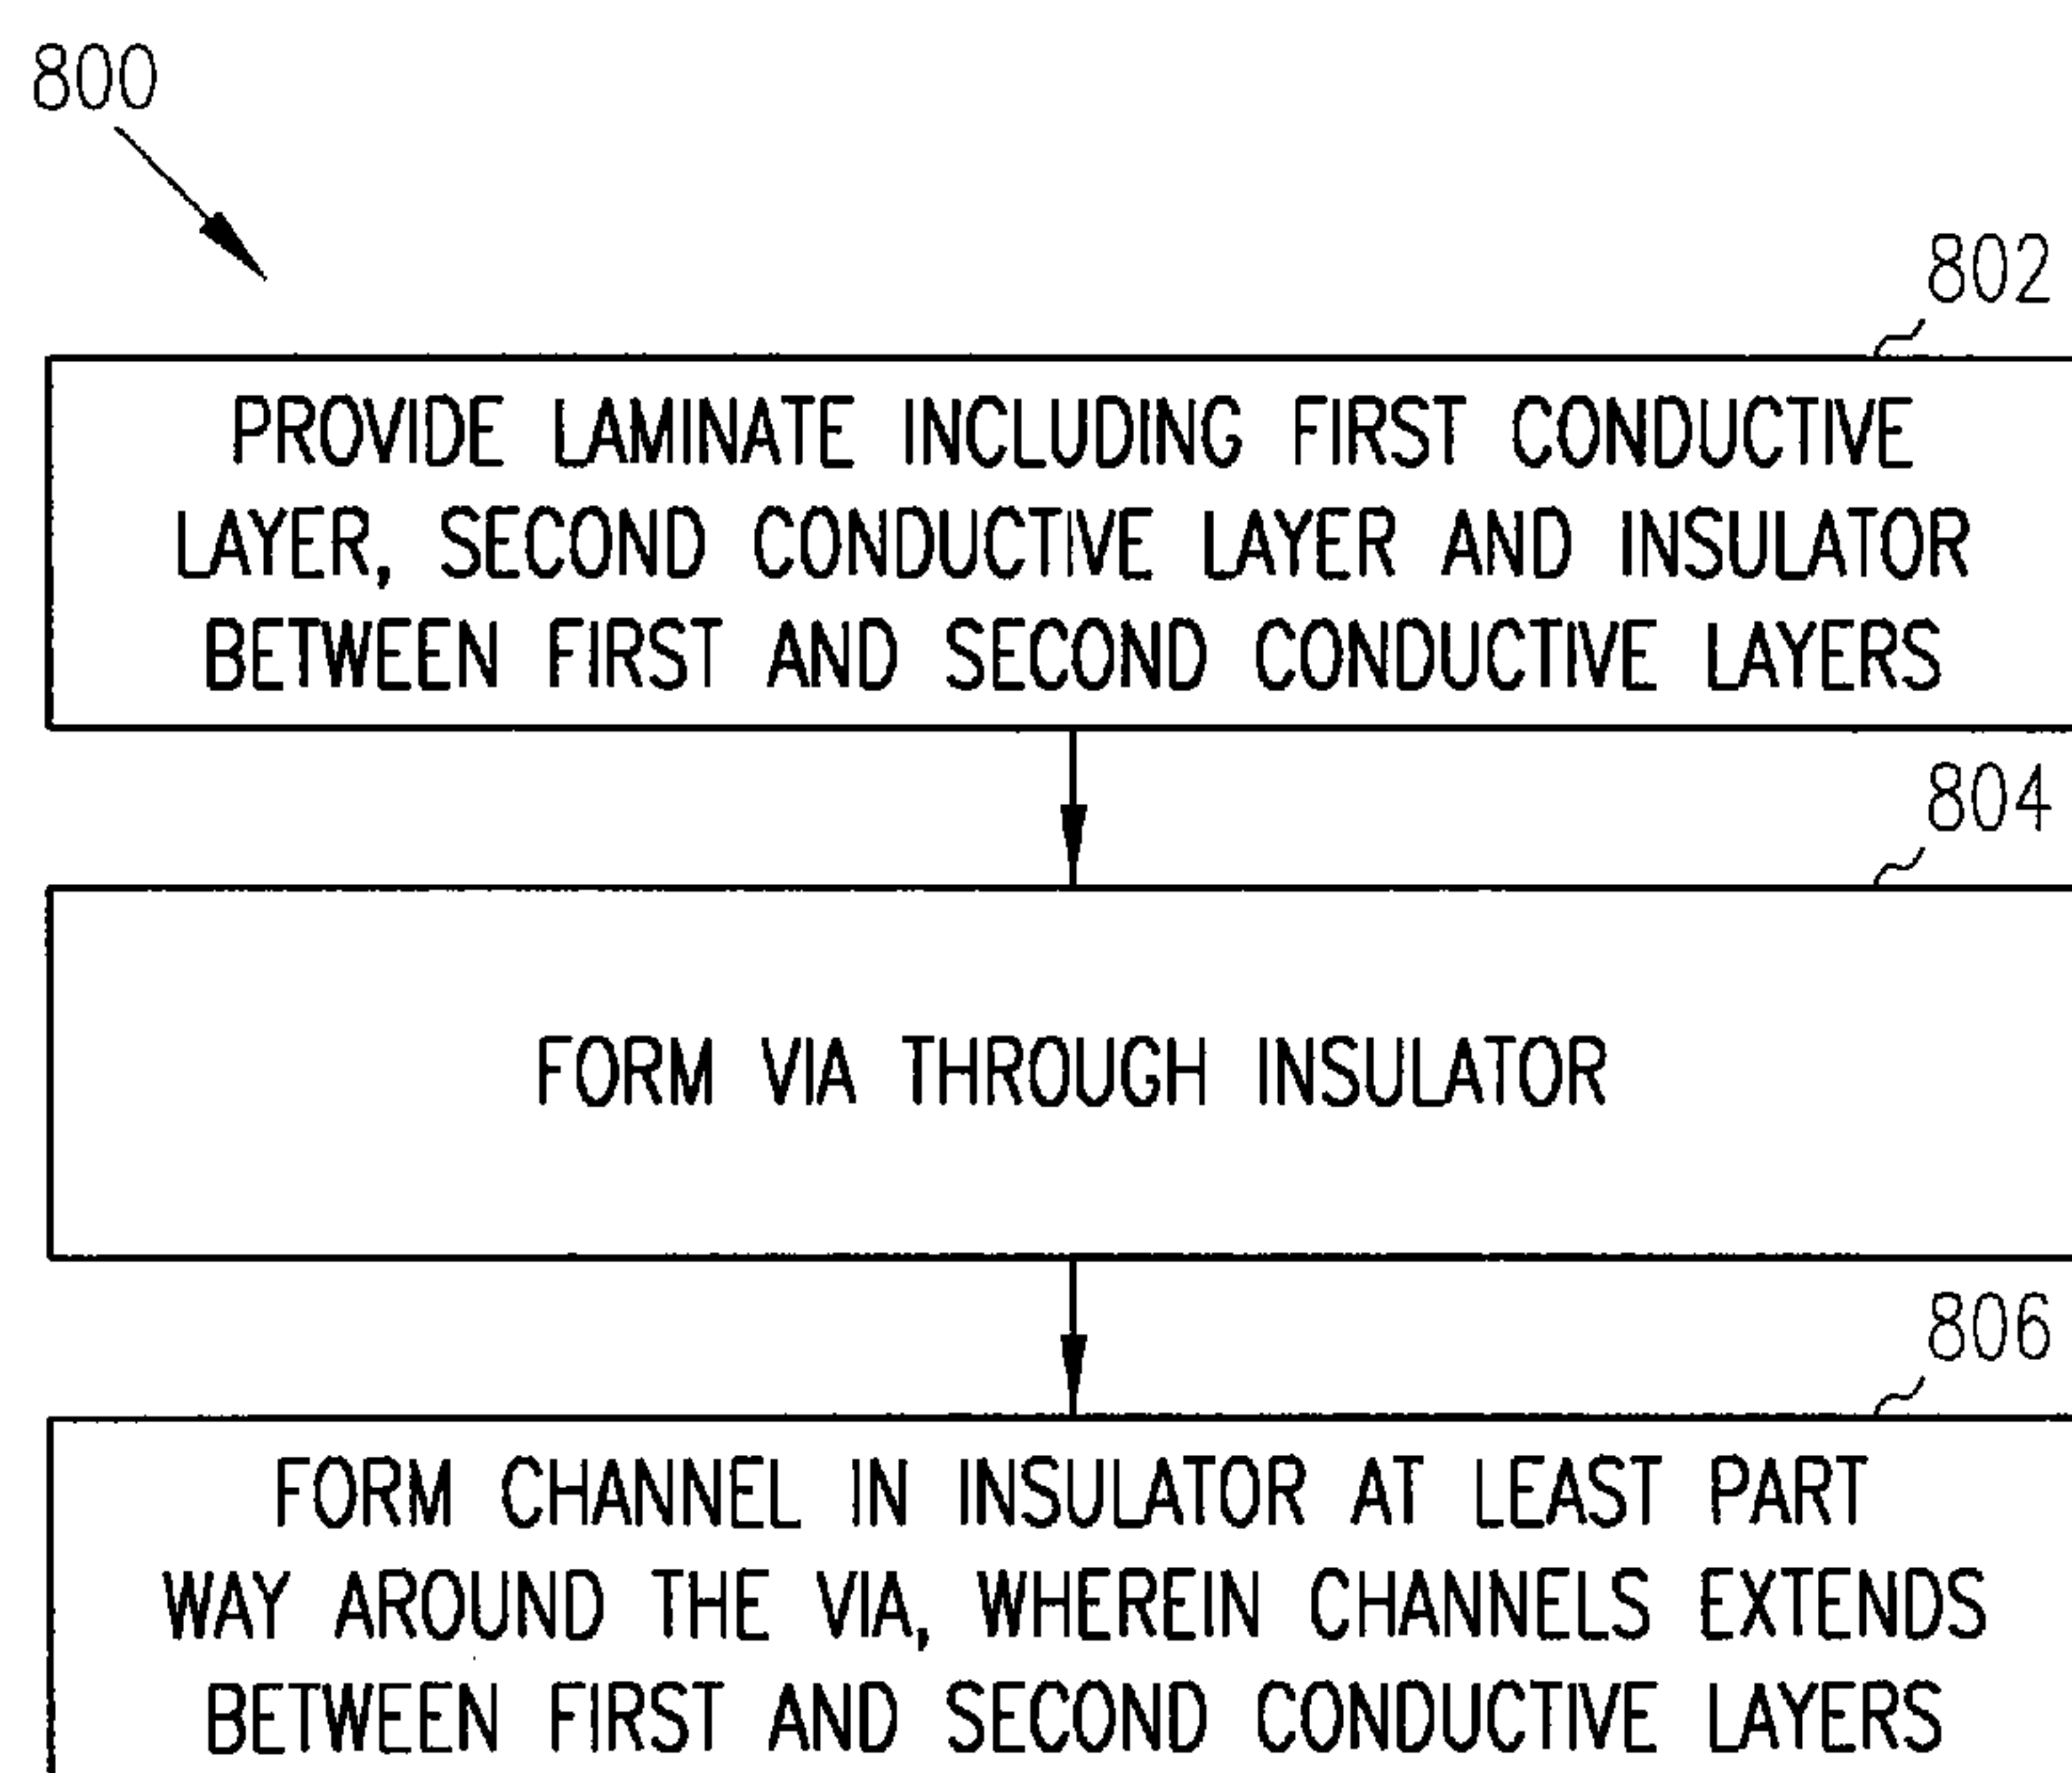 800
802
PROVIDE LAMINATE INCLUDING FIRST CONDUCTIVE
LAYER, SECOND CONDUCTIVE LAYER AND INSULATOR
BETWEEN FIRST AND SECOND CONDUCTIVE LAYERS
804
FORM VIA THROUGH INSULATOR
806
FORM CHANNEL IN INSULATOR AT LEAST PART
WAY AROUND THE VIA, WHEREIN CHANNELS EXTENDS
BETWEEN FIRST AND SECOND CONDUCTIVE LAYERS